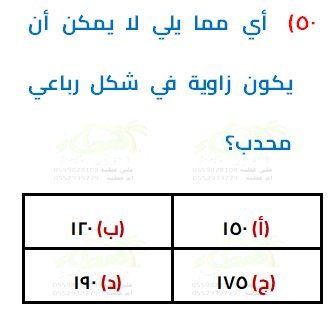 ٥٠) أي مما يلي لا يمكن أن
يكون زاوية في شكل رباعي
محدب؟
(أ) ١٥٠
(ب) ١٢٠
(ج) ١٧٥
(د) ١٩٠